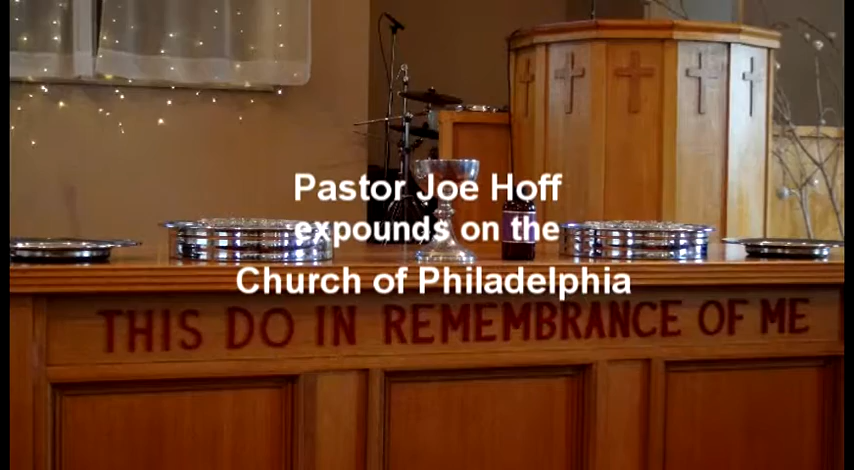 Pastor Joe Hoff
expounds on the
Church of Philadelphia
THIS DO IN REMEMBRANCE OF ME